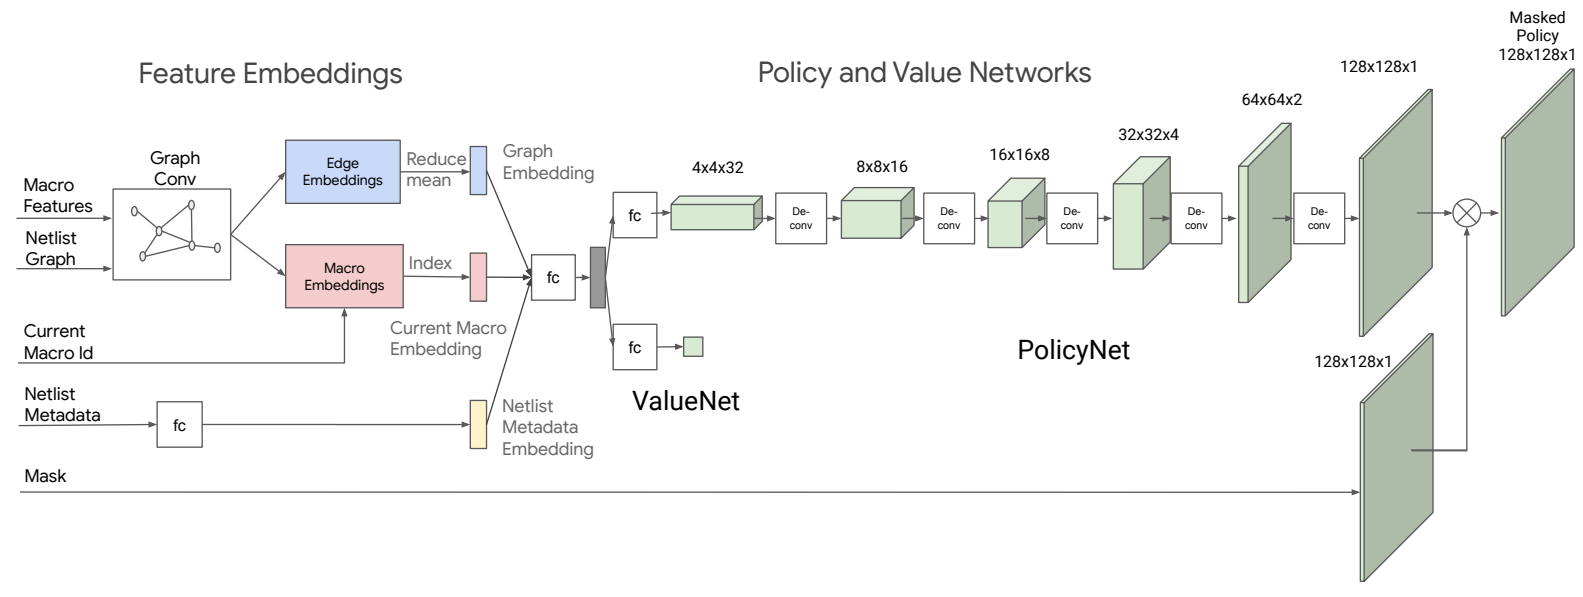 Feature Embeddings
Policy and Value Networks
Masked
Policy
128x128x1
128x128x1
64x64x2
32x32x4
16x16x8
8x8x16
4x4x32
Graph
Conv
Macro
Features
Netlist
Graph
Edge
Embeddings
Reduce
mean
Graph
Embedding
Macro
Embeddings
Index
Current Macro
Embedding
Current
Macro Id
Netlist
Metadata
fc
Netlist
Metadata
Embedding
Mask
fc
fc
fc
De-
conv
De-
conv
De-
conv
De-
conv
De-
conv
ValueNet
PolicyNet
128x128x1